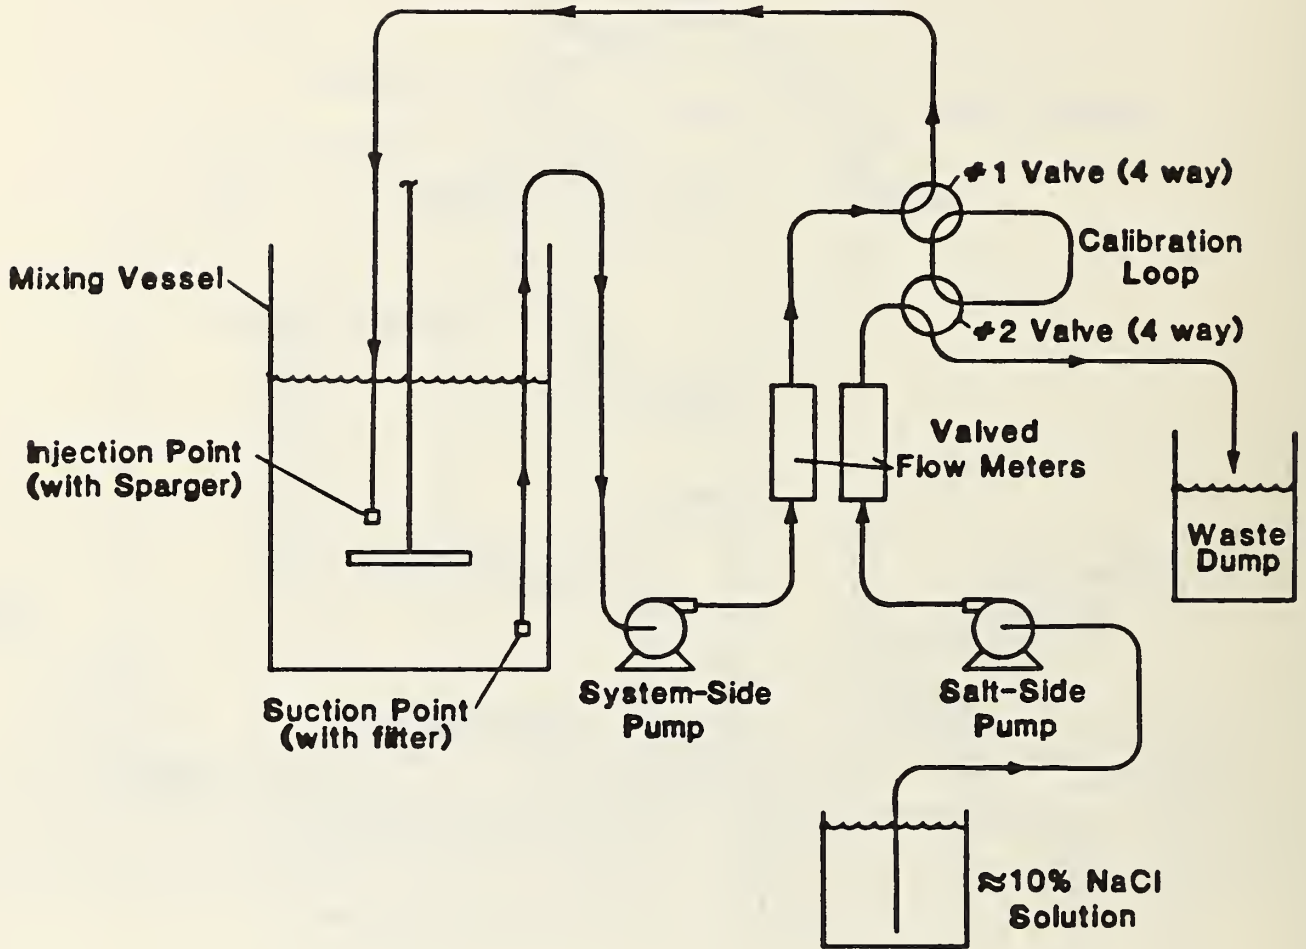 #1 Valve (4 way)
Calibration
Loop
#2 Valve (4 way)
Mixing Vessel
Injection Point
(with Sparger)
Valved
Flow Meters
Waste
Dump
Suction Point
(with filter)
System-Side
Pump
Salt-Side
Pump
≈10% NaCl
Solution